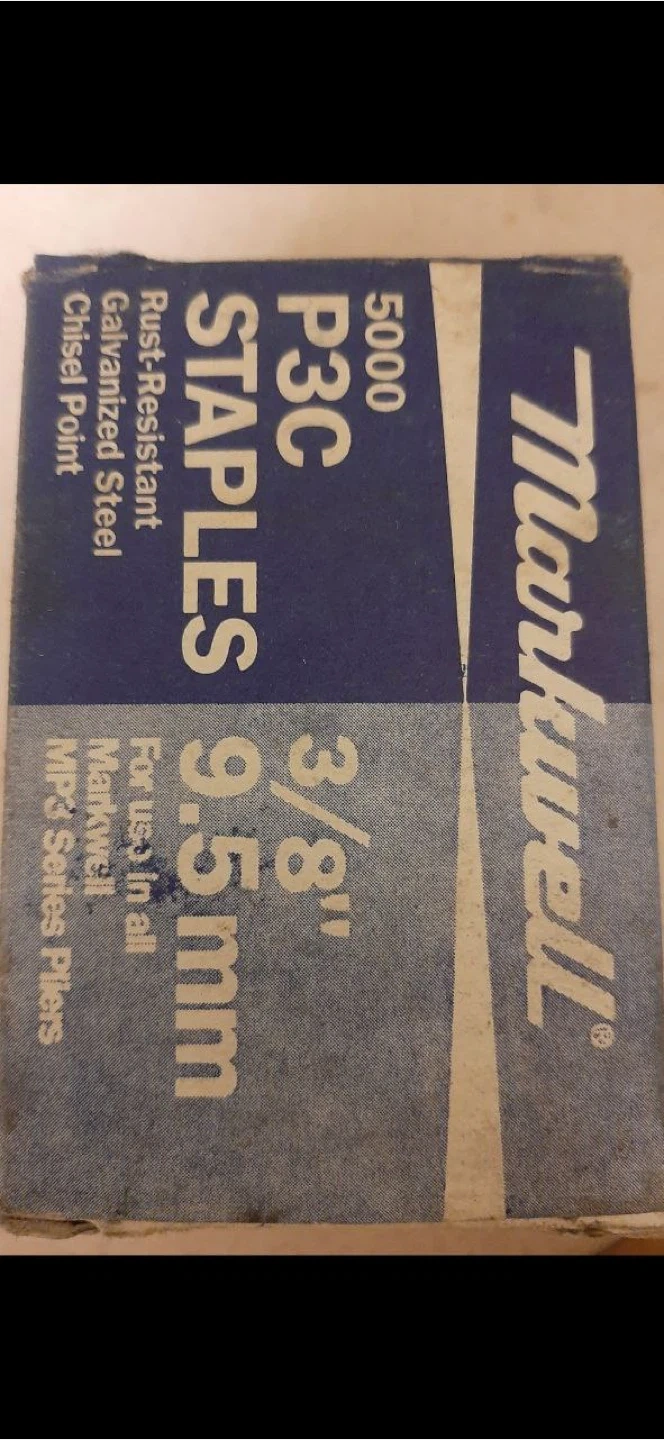 Markwell®
5000
P3C
STAPLES
Rust-Resistant
Galvanized Steel
Chisel Point
3/8"
9.5 mm
For use in all
Markwell
MP3 Series Pliers